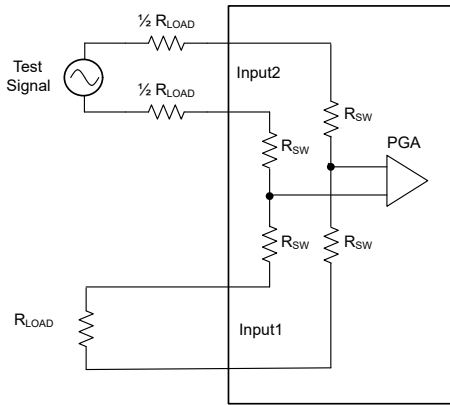 ½ RLOAD
Test
Signal
½ RLOAD
Input2
RSW
PGA
RSW
RSW
RSW
RLOAD
Input1